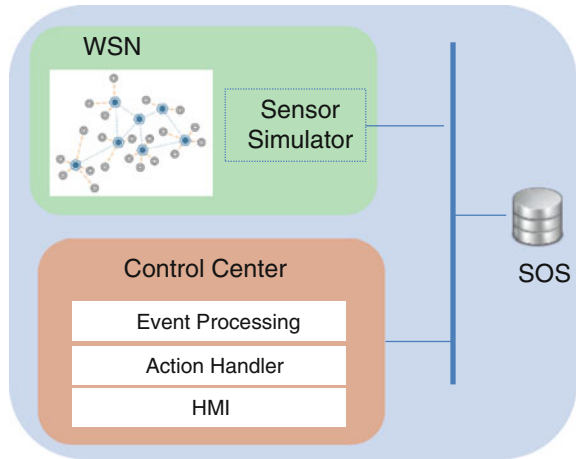 WSN
Sensor
Simulator
SOS
Control Center
Event Processing
Action Handler
HMI